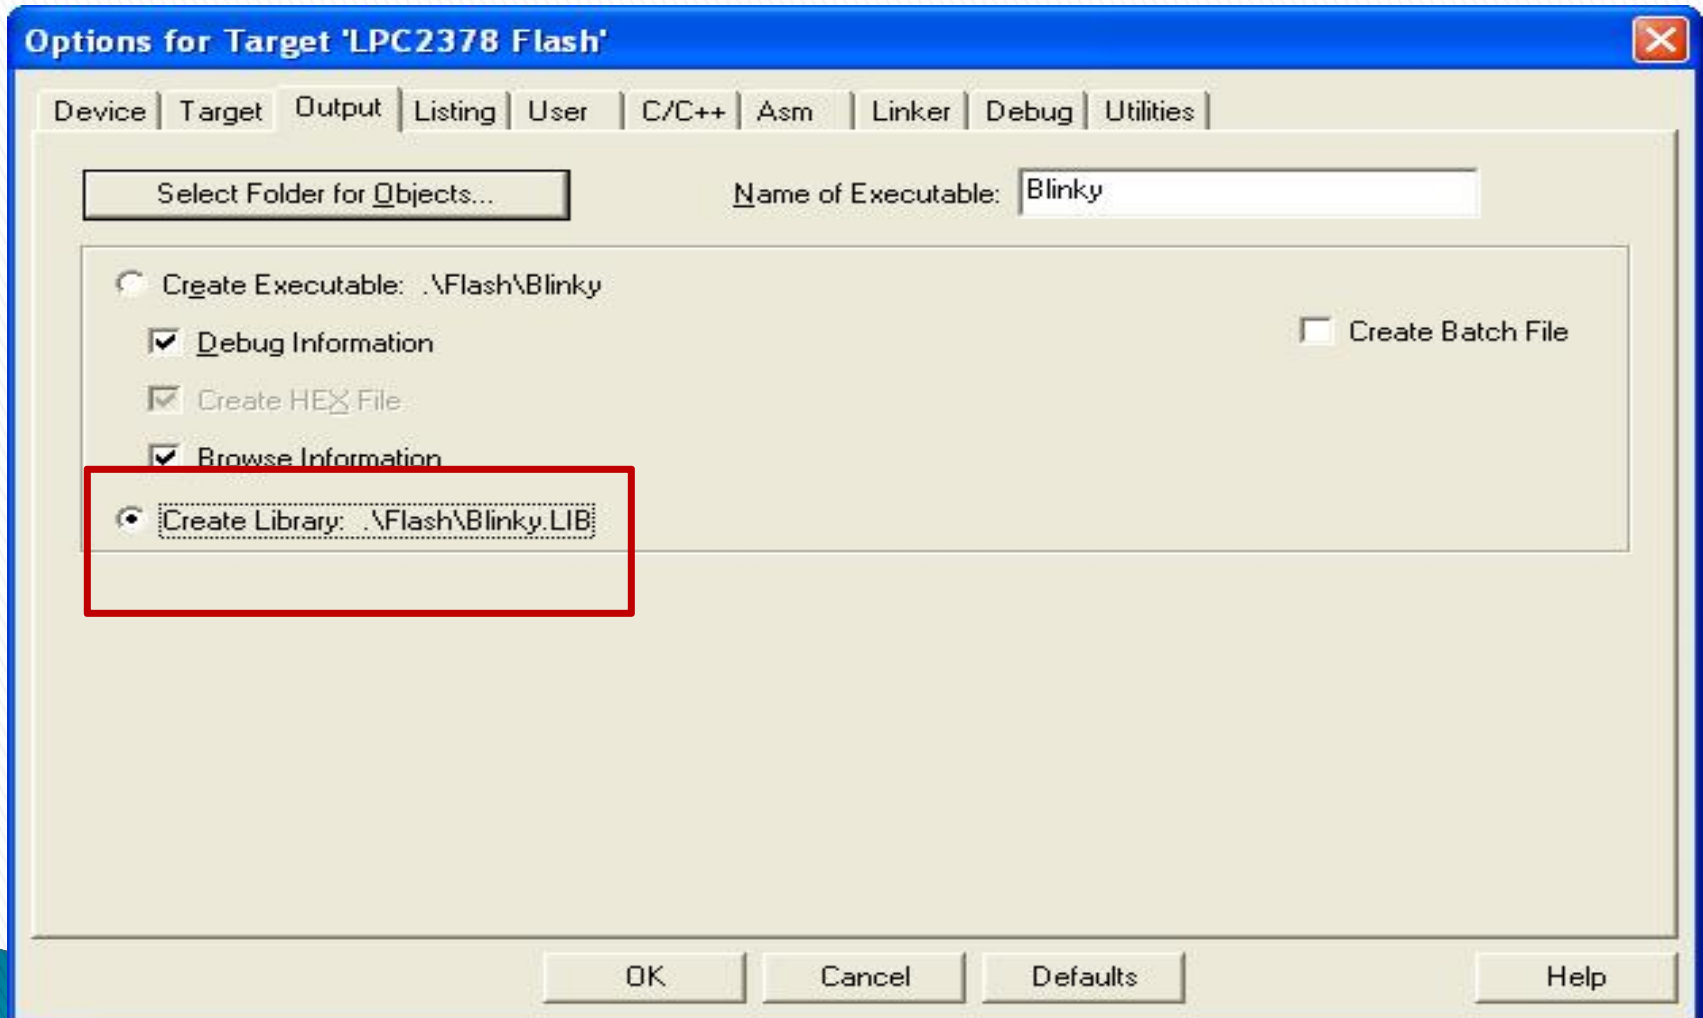 Options for Target 'LPC2378 Flash'
Device Target Output Listing User C/C++ Asm Linker Debug Utilities
Select Folder for Objects... Name of Executable: Blinky
Create Executable: .\Flash\Blinky
Debug Information Create Batch File
Create HEX File
Browse Information
Create Library: .\Flash\Blinky.LIB
OK Cancel Defaults Help